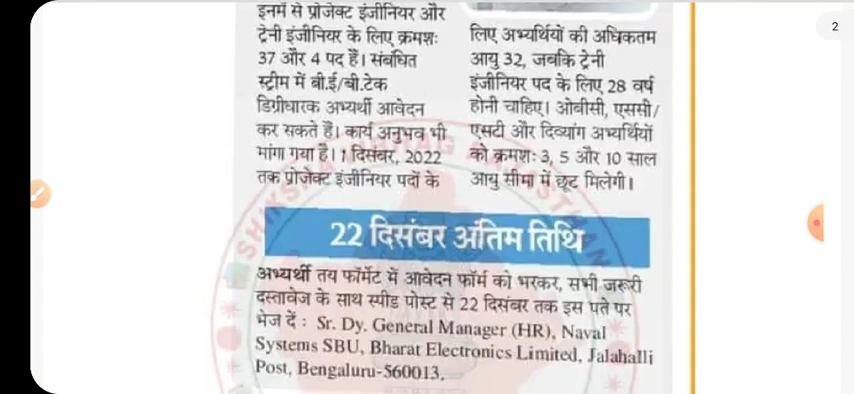 इनमें से प्रोजेक्ट इंजीनियर और
ट्रेनी इंजीनियर के लिए क्रमशः
37 और 4 पद हैं। संबंधित
स्ट्रीम में बी.ई/बी.टेक
डिग्रीधारक अभ्यर्थी आवेदन
कर सकते हैं। कार्य अनुभव भी
मांगा गया है। 1 दिसंबर, 2022
तक प्रोजेक्ट इंजीनियर पदों के
लिए अभ्यर्थियों की अधिकतम
आयु 32, जबकि ट्रेनी
इंजीनियर पद के लिए 28 वर्ष
होनी चाहिए। ओबीसी, एससी/
एसटी और दिव्यांग अभ्यर्थियों
को क्रमशः 3, 5 और 10 साल
आयु सीमा में छूट मिलेगी।
22 दिसंबर अंतिम तिथि
अभ्यर्थी तय फॉर्मेट में आवेदन फॉर्म को भरकर, सभी जरूरी
दस्तावेज के साथ स्पीड पोस्ट से 22 दिसंबर तक इस पते पर
भेज दें : Sr. Dy. General Manager (HR), Naval
Systems SBU, Bharat Electronics Limited, Jalahalli
Post, Bengaluru-560013.
2